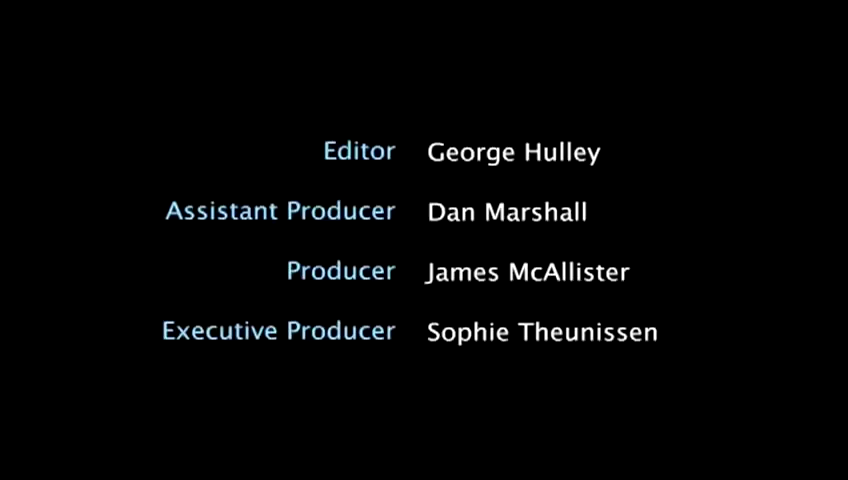 Editor George Hulley
Assistant Producer Dan Marshall
Producer James McAllister
Executive Producer Sophie Theunissen